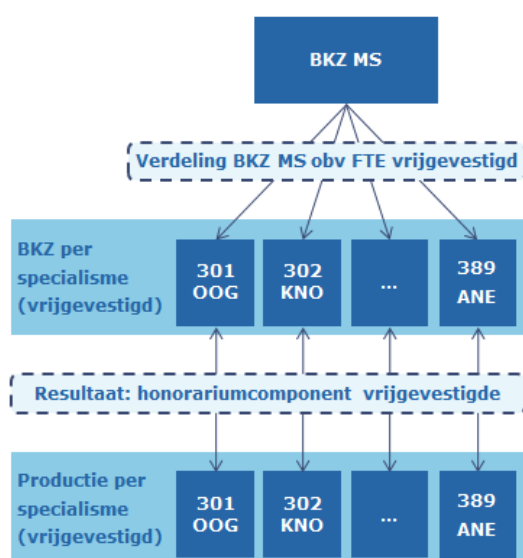 BKZ MS
Verdeling BKZ MS obv FTE vrijgevestigd
BKZ per
specialisme
(vrijgevestigd)
301
OOG
302
KNO
...
389
ANE
Resultaat: honorariumcomponent vrijgevestigde
Productie per
specialisme
(vrijgevestigd)
301
OOG
302
KNO
...
389
ANE